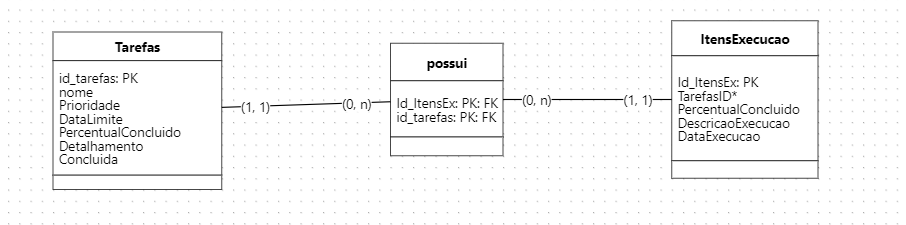 Tarefas
id_tarefas: PK
nome
Prioridade
DataLimite
PercentualConcluido
Detalhamento
Concluida
(1, 1)
(0, n)
possui
Id_ItensEx: PK: FK
id_tarefas: PK: FK
(0, n)
(1, 1)
ItensExecucao
Id_ItensEx: PK
TarefasID*
PercentualConcluido
DescricaoExecucao
DataExecucao